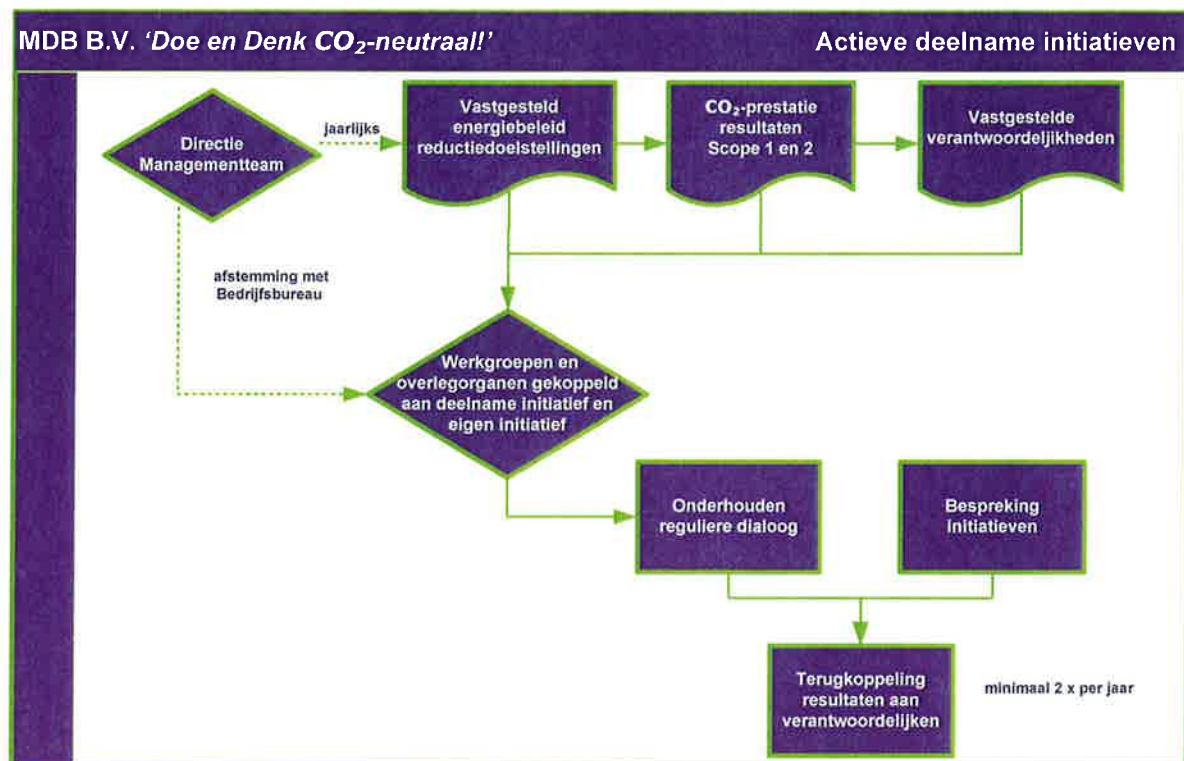 MDB B.V. 'Doe en Denk CO₂-neutraal!'
Actieve deelname initiatieven
Directie
Managementteam
jaarlijks
Vastgesteld
energiebeleid
reductiedoelstellingen
CO₂-prestatie
resultaten
Scope 1 en 2
Vastgestelde
verantwoordelijkheden
afstemming met
Bedrijfsbureau
Werkgroepen en
overlegorganen gekoppeld
aan deelname initiatief en
eigen initiatief
Onderhouden
reguliere dialoog
Bespreking
initiatieven
Terugkoppeling
resultaten aan
verantwoordelijken
minimaal 2 x per jaar